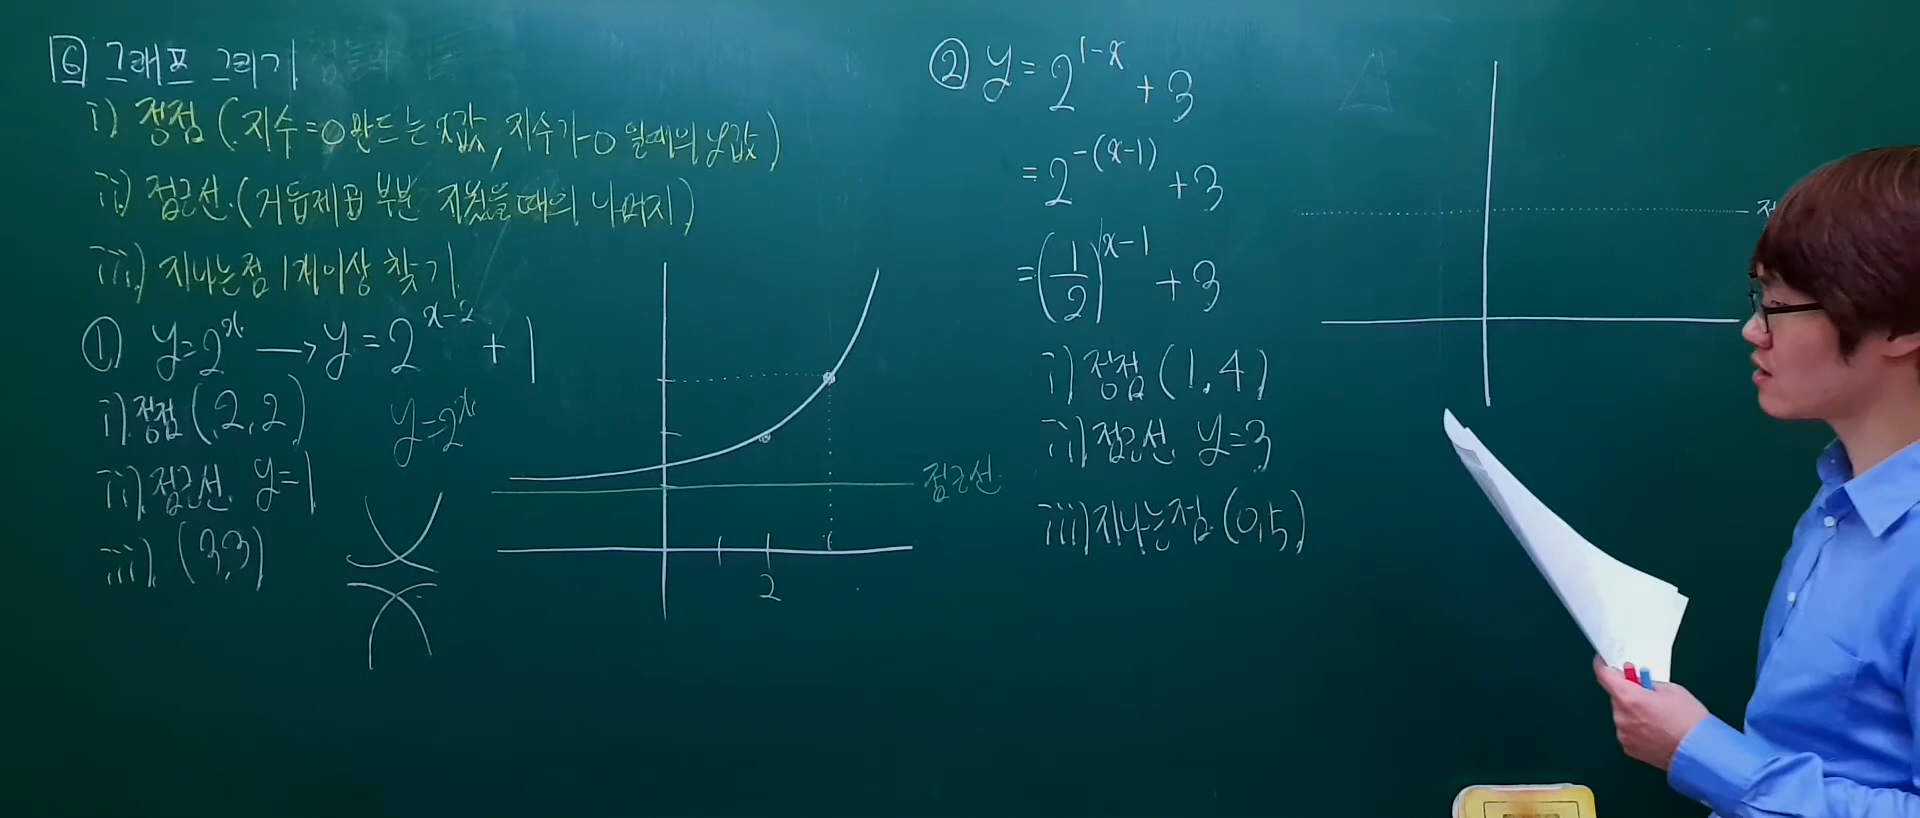 6 그래프 그리기
i) 정점 (지수=0 만드는 x값, 지수가 0 일때의 y값)
ii) 점근선 (거듭제곱 부분 지웠을때의 나머지)
iii) 지나는점 1개이상 찾기
① y=2^x → y=2^(x-2) + 1
i) 정점 (2,2)
y=2^x
ii) 점근선 y=1
iii) (3,3)
점근선
2
② y=2^(1-x) + 3
=2^(-(x-1)) + 3
=(1/2)^(x-1) + 3
i) 정점 (1,4)
ii) 점근선 y=3
iii) 지나는점 (0,5)